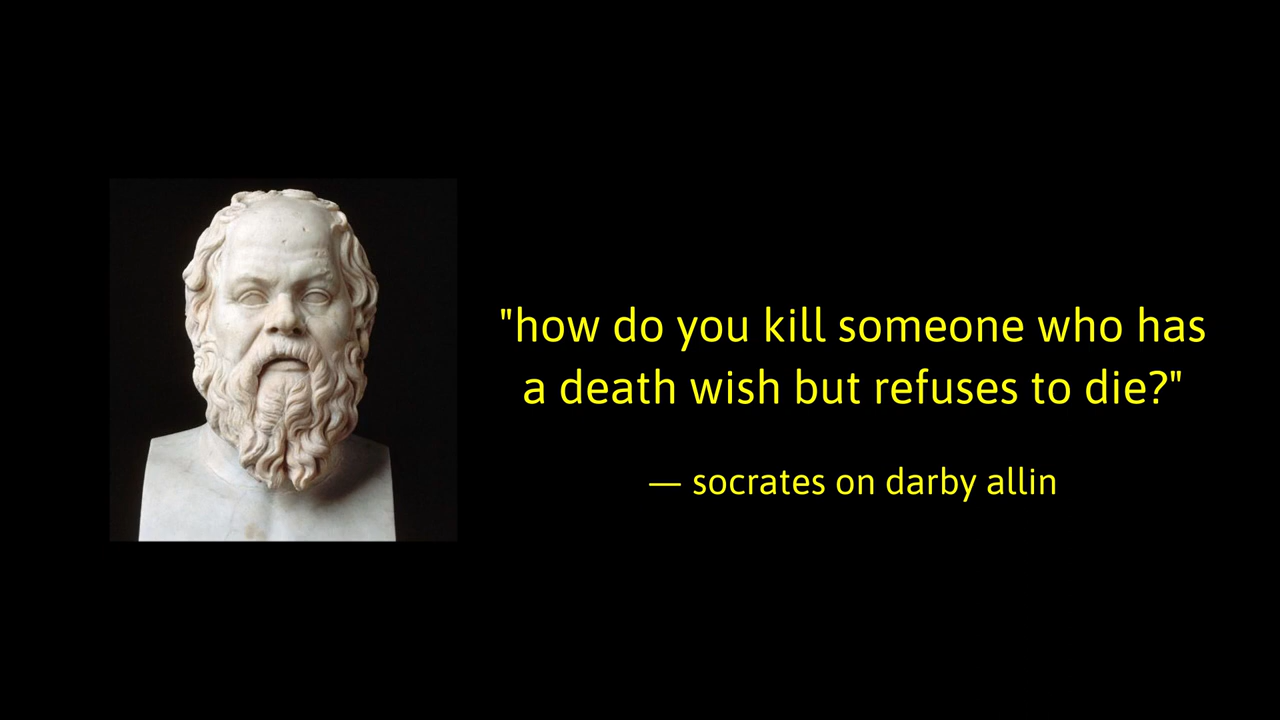 "how do you kill someone who has
a death wish but refuses to die?"
— socrates on darby allin